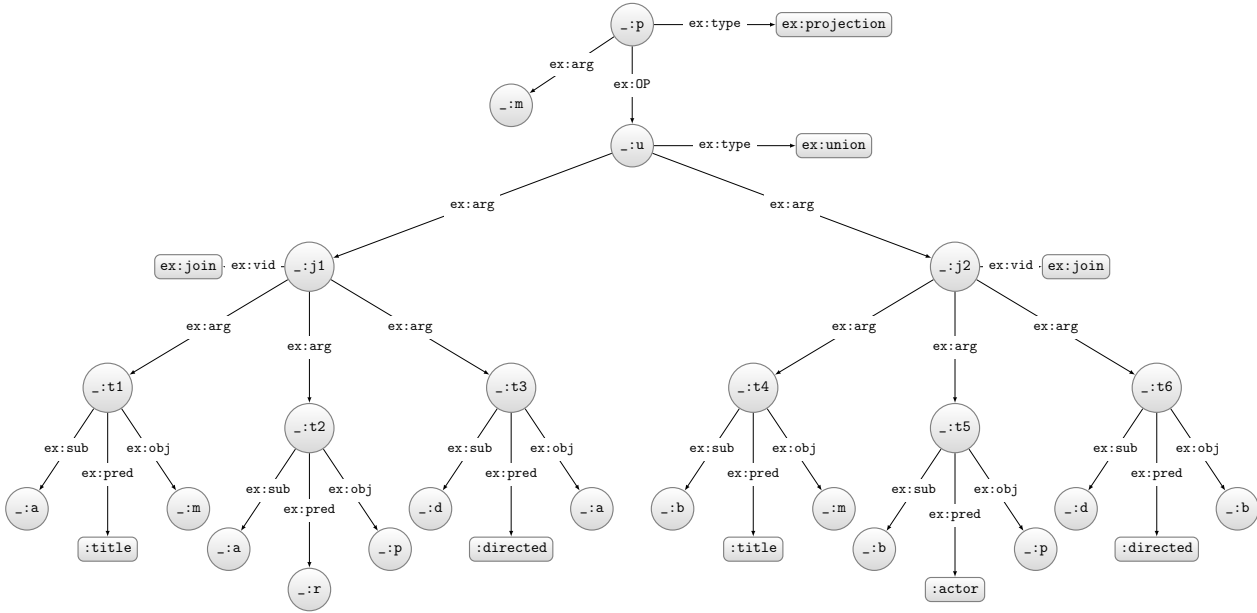 _:p ex:type ex:projection
ex:arg
ex:OP
_:m
_:u ex:type ex:union
ex:arg ex:arg
ex:join ex:vid _:j1 _:j2 ex:vid ex:join
ex:arg ex:arg ex:arg ex:arg
ex:arg ex:arg
_:t1 _:t3 _:t4 _:t6
_:t2 _:t5
ex:sub ex:obj ex:sub ex:obj ex:sub ex:obj ex:sub ex:obj
ex:pred ex:pred ex:pred ex:pred
ex:sub ex:obj ex:sub ex:obj
_:a _:m ex:pred _:d _:a _:b _:m ex:pred _:d _:b
:title _:a _:p :directed :title _:b _:p :directed
_:r :actor